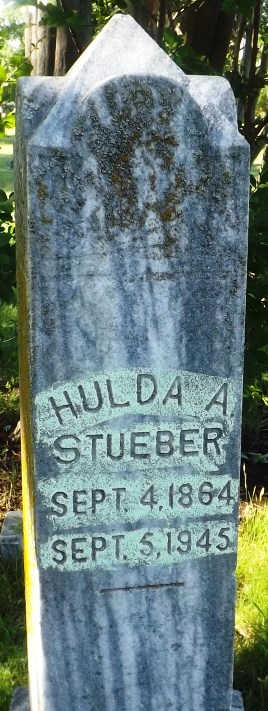 HULDA A.
STUEBER
SEPT. 4, 1864
SEPT. 5, 1945